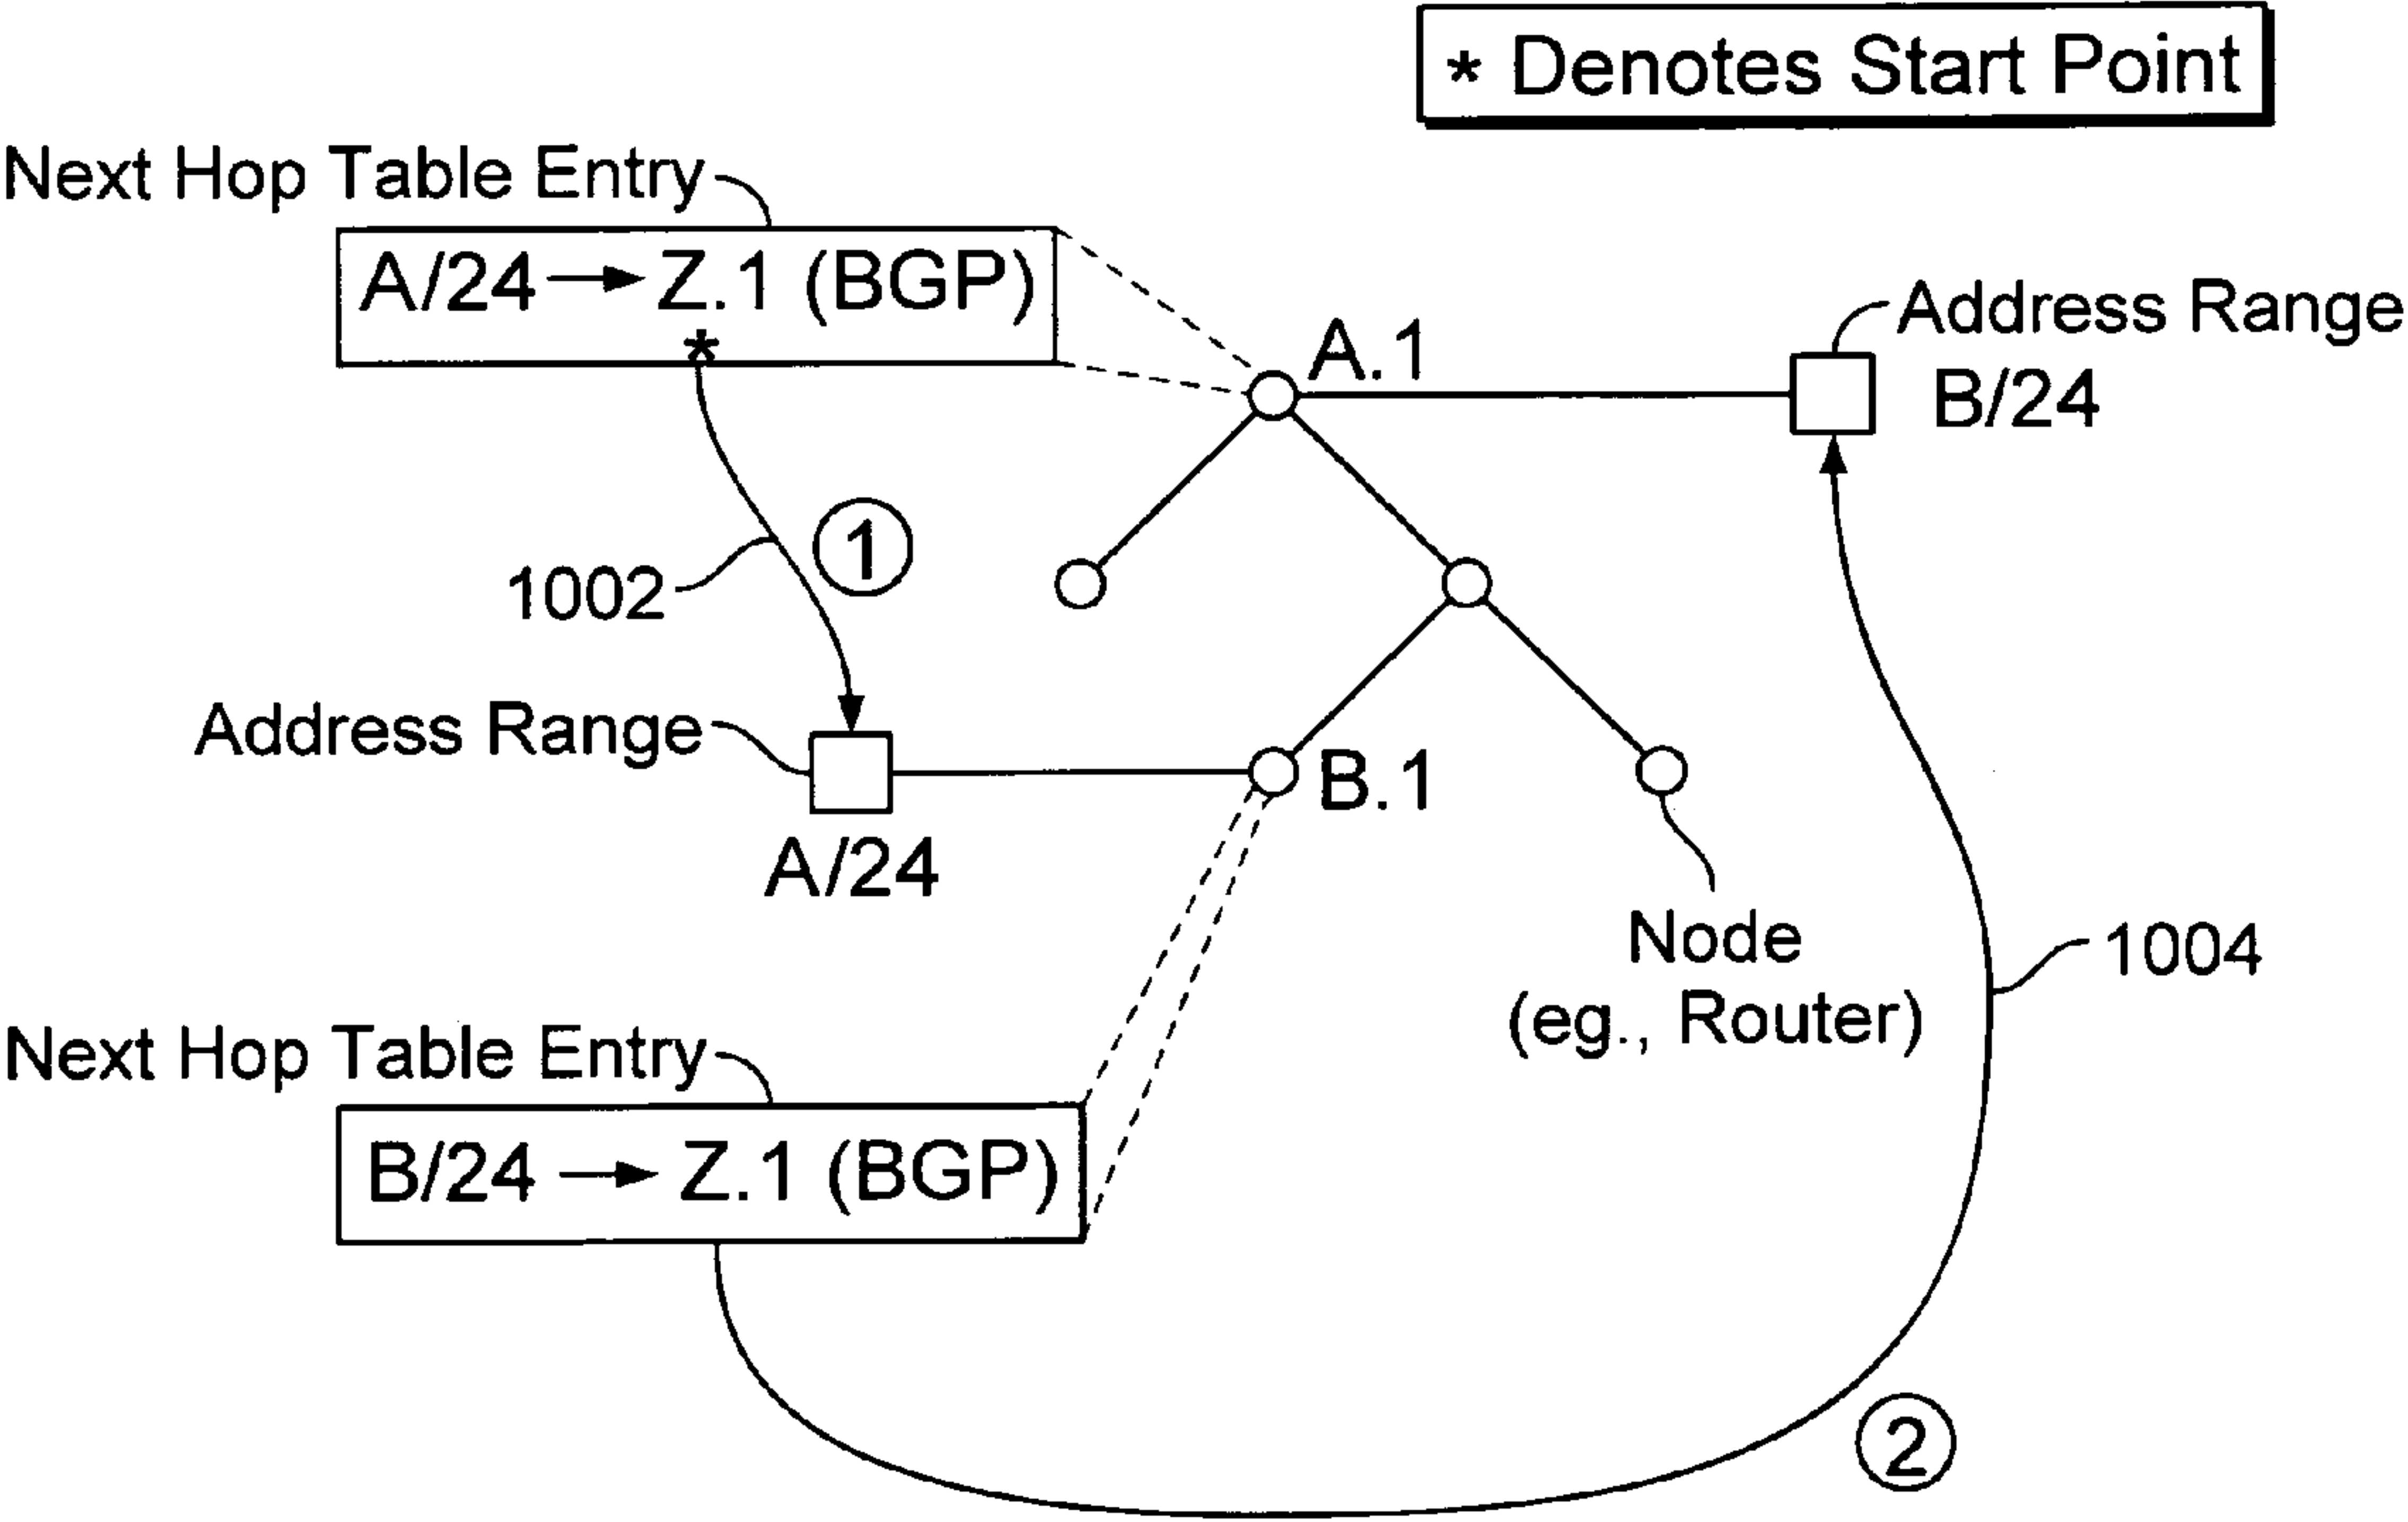 * Denotes Start Point
Next Hop Table Entry
A/24 → Z.1 (BGP)
*
Address Range
B/24
A.1
1
1002
Address Range
A/24
B.1
Node
(eg., Router)
1004
Next Hop Table Entry
B/24 → Z.1 (BGP)
2